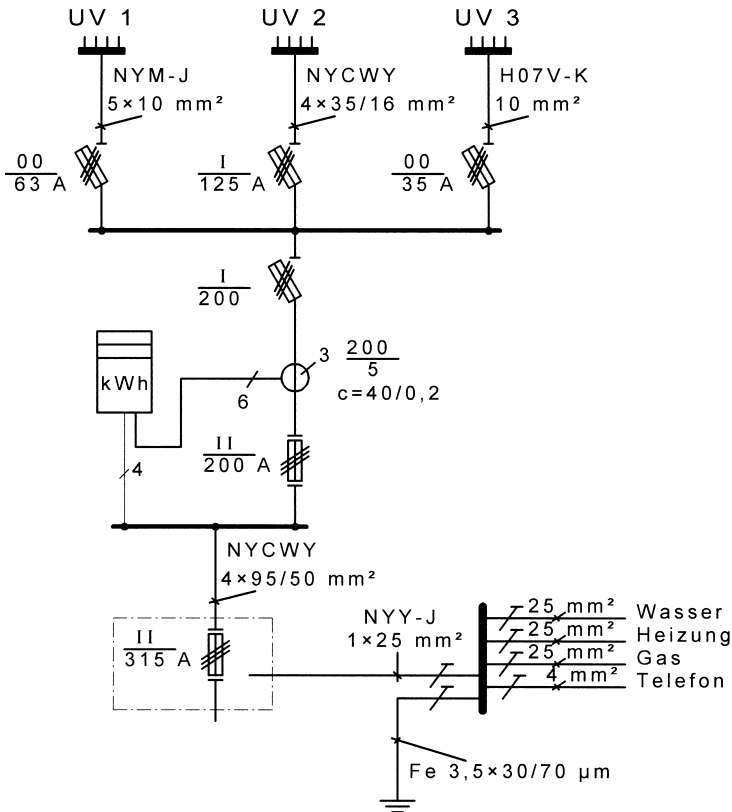 UV 1 UV 2 UV 3
NYM-J NYCWY H07V-K
5×10 mm² 4×35/16 mm² 10 mm²
00 I 00
63 A 125 A 35 A
I
200
3 200
5
kWh
6
c=40/0,2
II
200 A
4
NYCWY
4×95/50 mm²
NYY-J
1×25 mm²
25 mm² Wasser
25 mm² Heizung
25 mm² Gas
4 mm² Telefon
II
315 A
Fe 3,5×30/70 µm